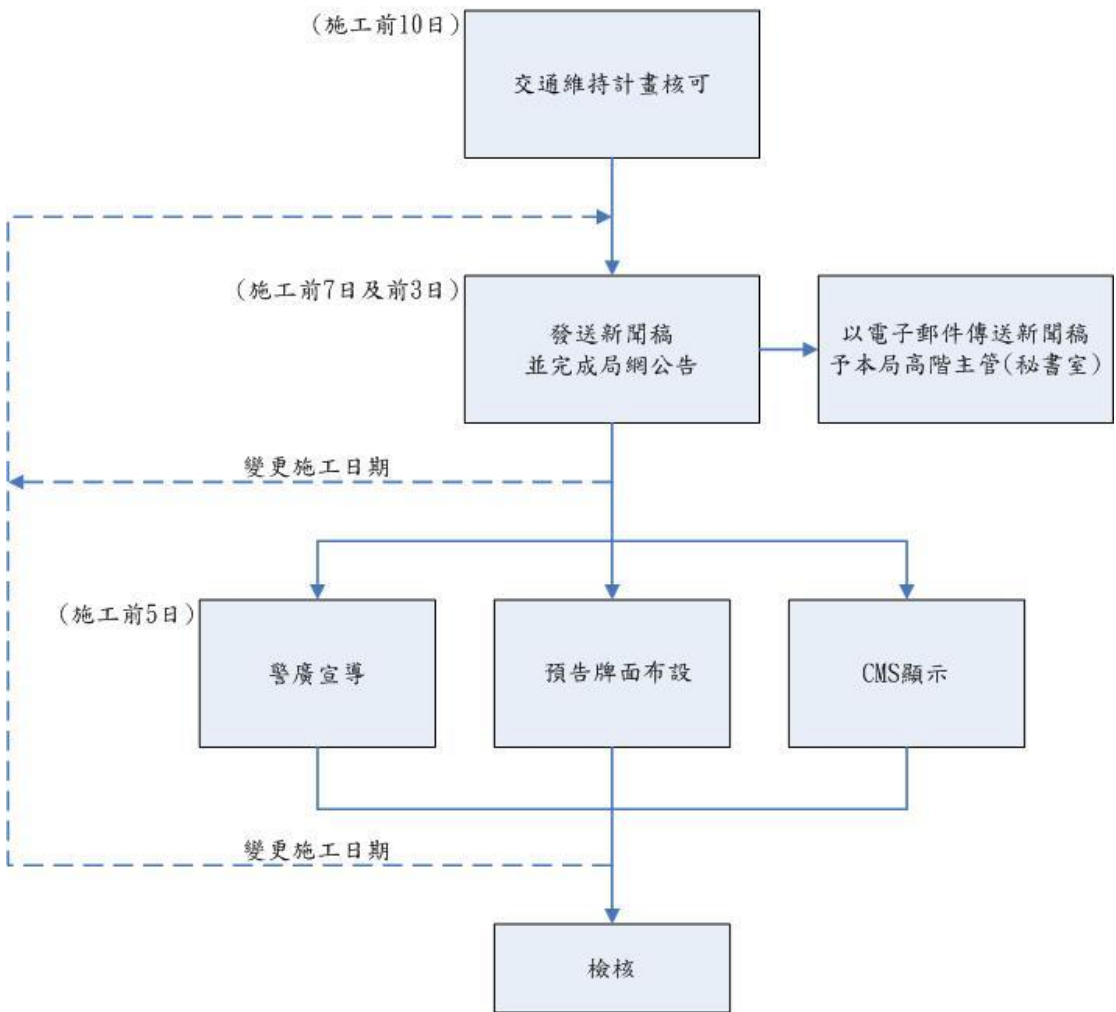 (施工前10日)
交通維持計畫核可
(施工前7日及前3日)
發送新聞稿
並完成局網公告
以電子郵件傳送新聞稿
予本局高階主管(秘書室)
變更施工日期
(施工前5日)
警廣宣導
預告牌面布設
CMS顯示
變更施工日期
檢核